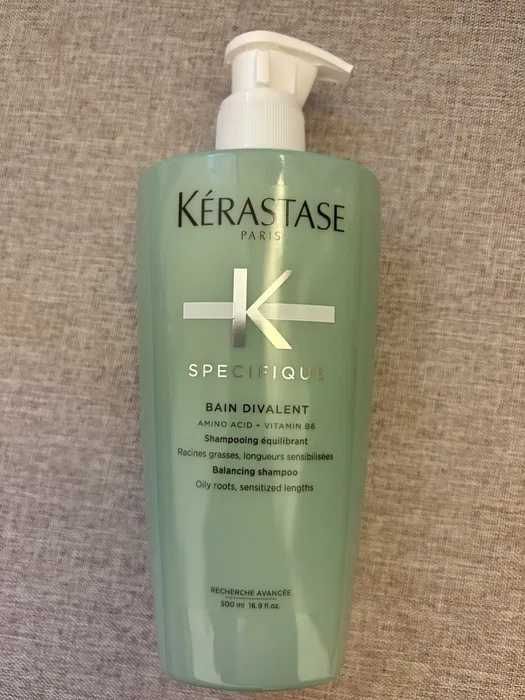 KÉRASTASE
PARIS
K
SPECIFIQUE
BAIN DIVALENT
AMINO ACID + VITAMIN B6
Shampooing équilibrant
Racines grasses, longueurs sensibilisées
Balancing shampoo
Oily roots, sensitized lengths
RECHERCHE AVANCÉE
500 ml 16.9 fl.oz.